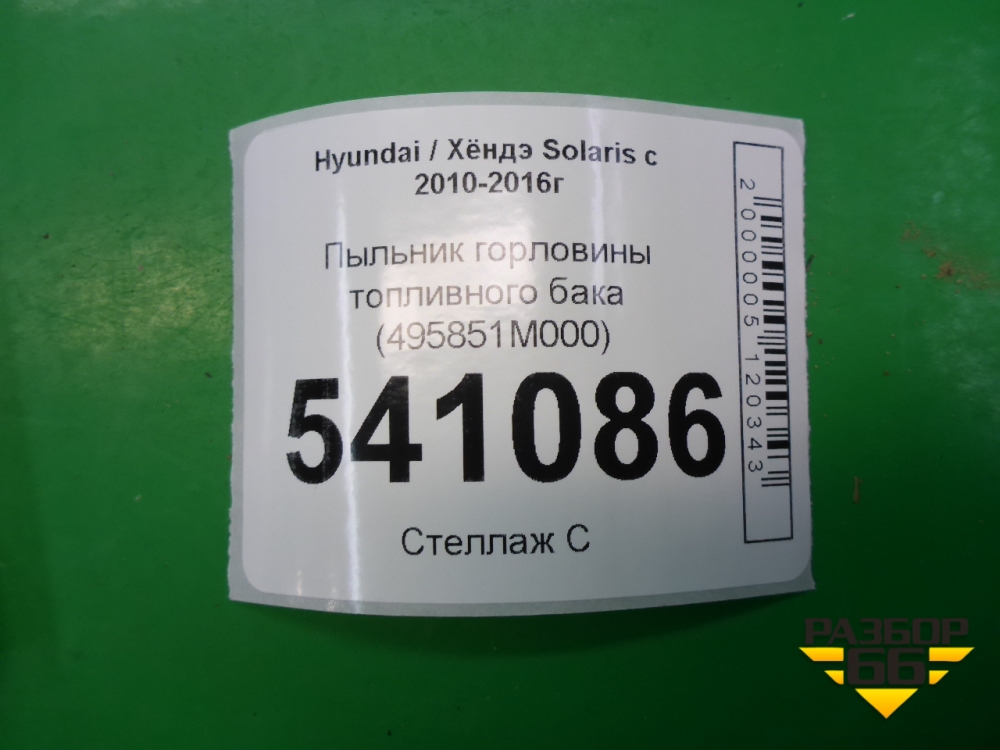 Hyundai / Хёндэ Solaris с
2010-2016г
Пыльник горловины
топливного бака
(495851M000)
541086
Стеллаж С
2000005120343
РАЗБОР
66